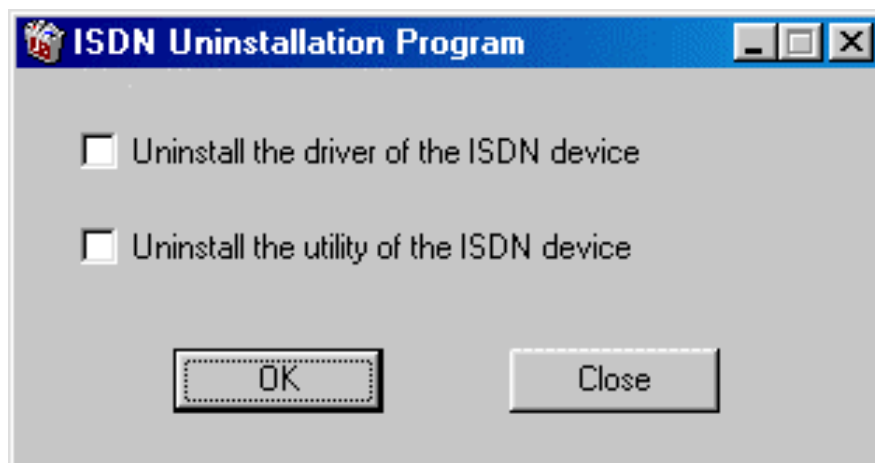 ISDN Uninstallation Program
Uninstall the driver of the ISDN device
Uninstall the utility of the ISDN device
OK
Close